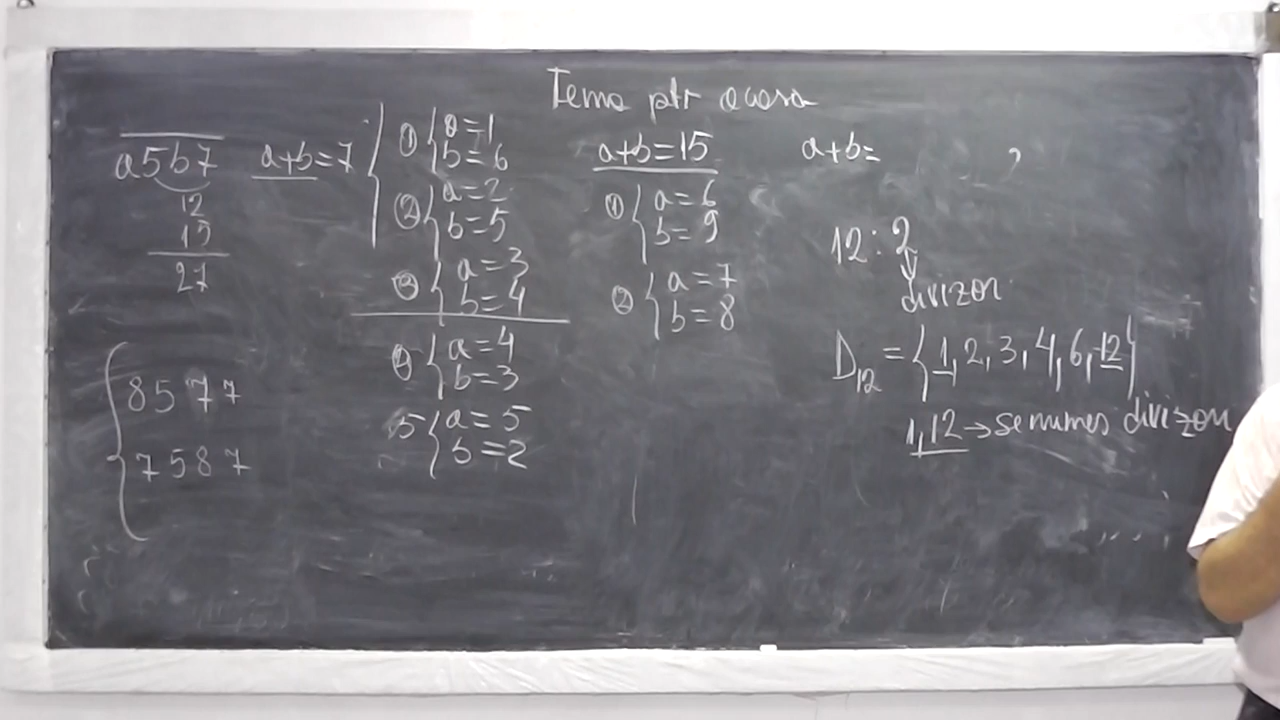 Tema ptr acasa
a5b7
12
15
27
8577
7587
a+b=7
① a=1
b=6
② a=2
b=5
③ a=3
b=4
④ a=4
b=3
5 a=5
b=2
a+b=15
① a=6
b=9
② a=7
b=8
a+b=
12:2
divizor
D₁₂ = {1, 2, 3, 4, 6, 12}
1,12 → se numes divizori